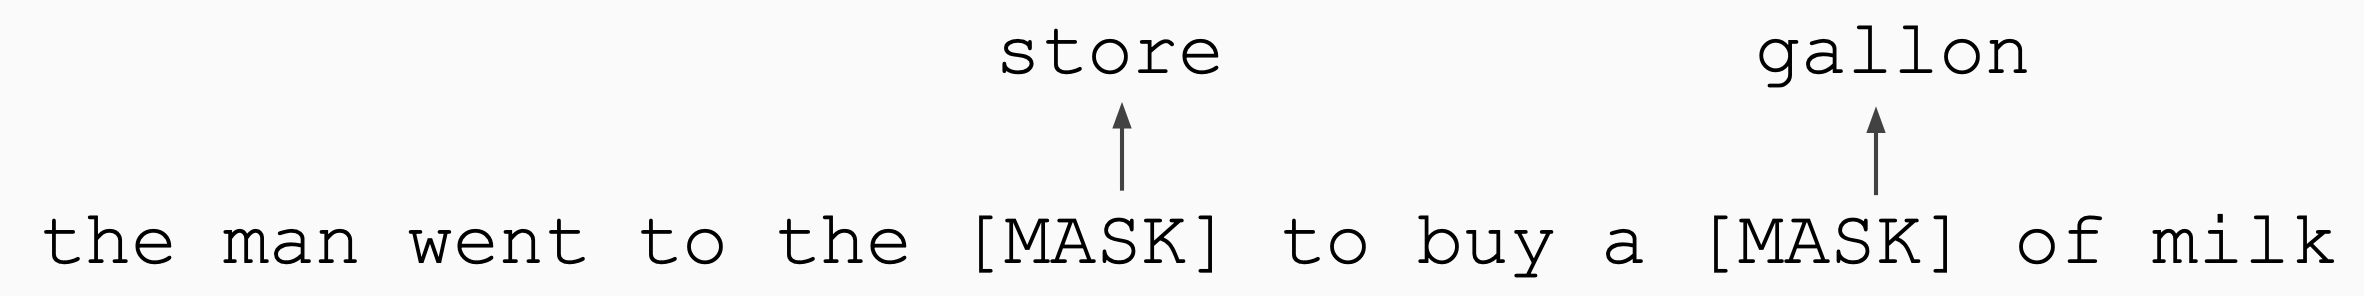 store gallon
the man went to the [MASK] to buy a [MASK] of milk